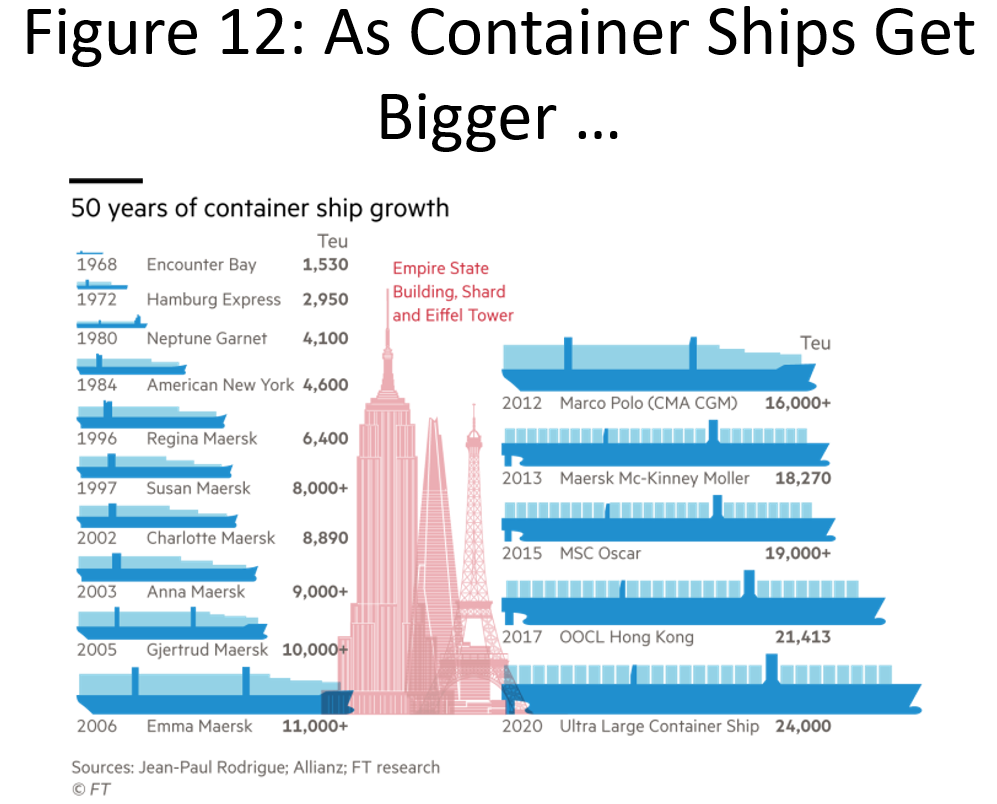 Figure 12: As Container Ships Get
Bigger …
50 years of container ship growth
Teu
1968 Encounter Bay 1,530
1972 Hamburg Express 2,950
1980 Neptune Garnet 4,100
1984 American New York 4,600
1996 Regina Maersk 6,400
1997 Susan Maersk 8,000+
2002 Charlotte Maersk 8,890
2003 Anna Maersk 9,000+
2005 Gjertrud Maersk 10,000+
2006 Emma Maersk 11,000+
Empire State
Building, Shard
and Eiffel Tower
Teu
2012 Marco Polo (CMA CGM) 16,000+
2013 Maersk Mc-Kinney Moller 18,270
2015 MSC Oscar 19,000+
2017 OOCL Hong Kong 21,413
2020 Ultra Large Container Ship 24,000
Sources: Jean-Paul Rodrigue; Allianz; FT research
© FT